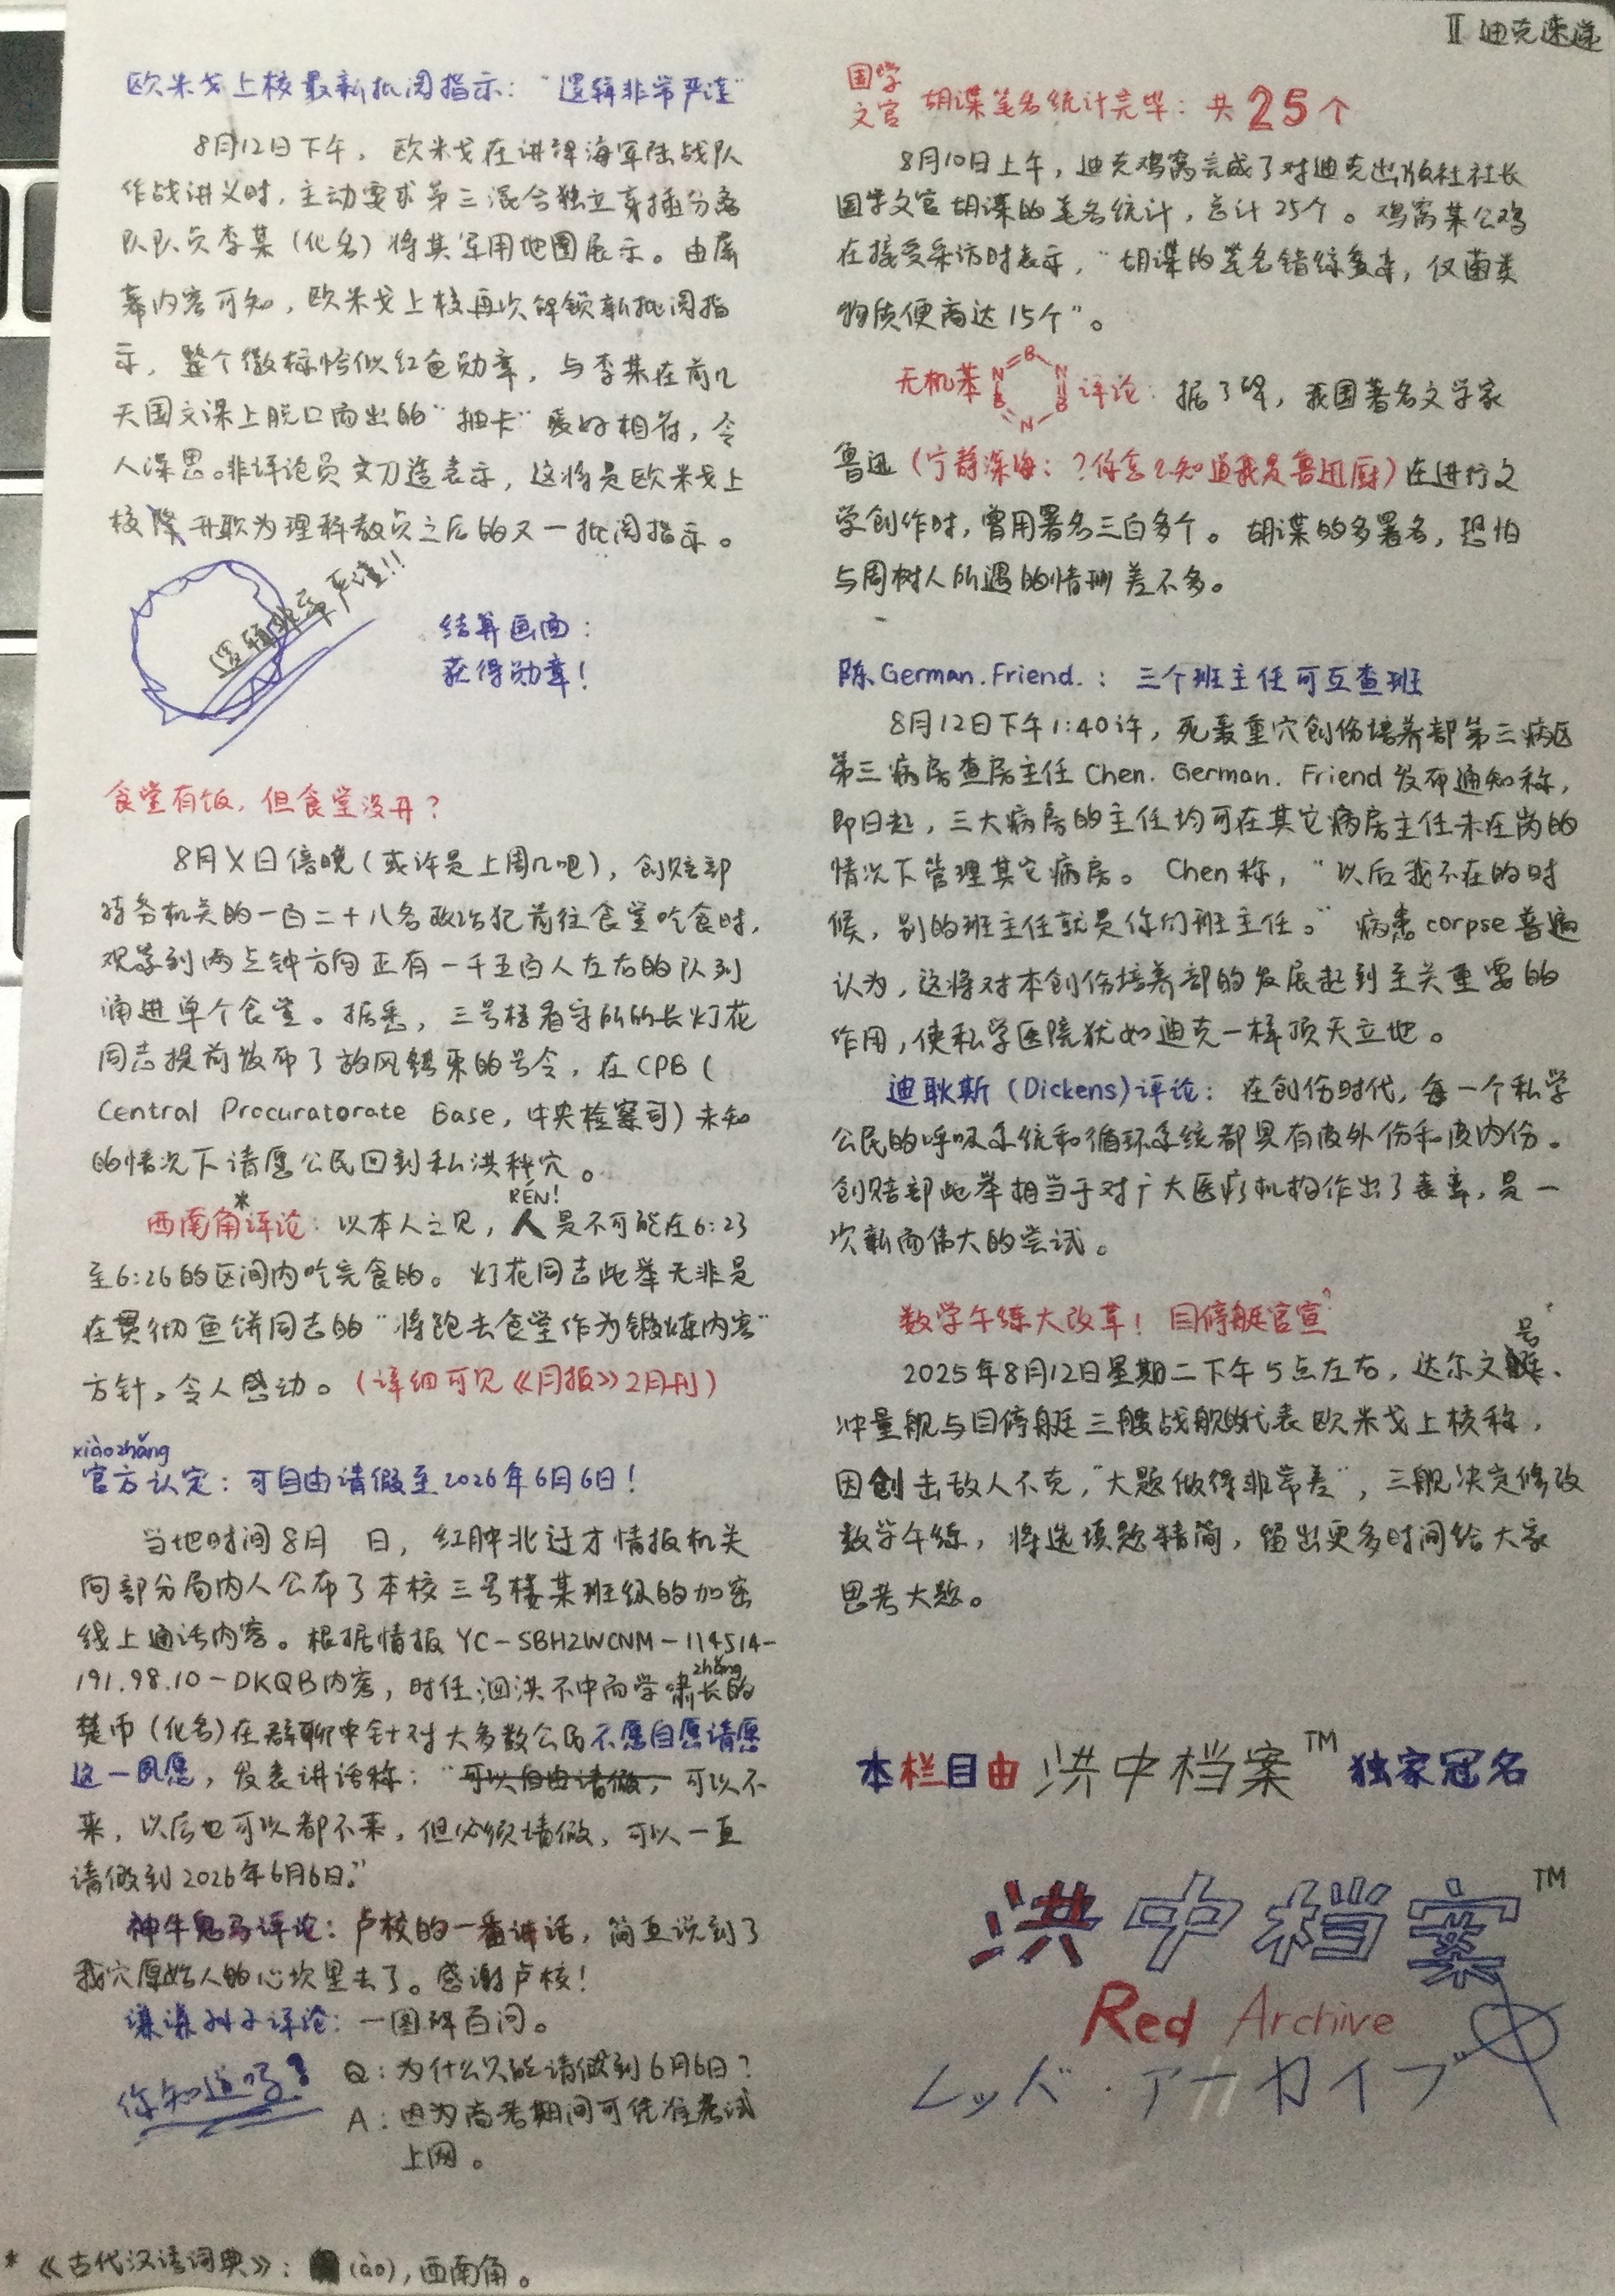 II 迪克速递
欧米戈上核最新批阅指示："逻辑非常严谨"
8月12日下午，欧米戈在讲解海军陆战队
作战讲义时，主动要求第三混合独立穿插分离
队队员李某（化名）将其军用地图展示。由屏
幕内容可知，欧米戈上核再次解锁新批阅指
示，整个徽标恰似红色勋章，与李某在前几
天国文课上脱口而出的"抽卡"爱好相符，令
人深思。非评论员文刀造表示，这将是欧米戈上
校升职为理科教员之后的又一批阅指示。
逻辑非常严谨!!
结算画面：
获得勋章！
食堂有饭，但食堂没开？
8月X日傍晚（或许是上周几吧），创赔部
特务机关的一百二十八名政治犯前往食堂吃食时，
观察到两点钟方向正有一千五百人左右的队列
涌进单个食堂。据悉，三号楼看守所的长灯花
同志提前发布了放风结束的号令，在CPB（
Central Procuratorate Base，中央检察司）未知
的情况下请愿公民回到私洪种穴。
RÉN!
西南角*评论：以本人之见，人是不可能在6:23
至6:26的区间内吃完食的。灯花同志此举无非是
在贯彻鱼饼同志的"将跑去食堂作为锻炼内容"
方针，令人感动。（详细可见《月报》2月刊）
xiàozhǎng
官方认定：可自由请假至2026年6月6日！
当地时间8月 日，红肿北迁才情报机关
向部分局内人公布了本校三号楼某班级的加密
线上通话内容。根据情报YC-SBHZWCNM-114514-
191.98.10-DKQB内容，时任泗洪不中而学啸长的
zhǎng
楚币（化名）在群聊中针对大多数公民不愿自愿请愿
这一夙愿，发表讲话称："可以自由请假，可以不
来，以后也可以都不来，但必须请假，可以一直
请假到2026年6月6日。"
神牛鬼马评论：卢校的一番讲话，简直说到了
我穴原始人的心坎里去了。感谢卢核！
谋谋孙子评论：一图解百问。
你知道吗？
Q：为什么只能请假到6月6日？
A：因为高考期间可凭准考试
上网。
* 《古代汉语词典》：(ào)，西南角。
国学
文官 胡谋笔名统计完毕：共25个
8月10日上午，迪克鸡窝完成了对迪克出版社社长
国学文官胡谋的笔名统计，总计25个。鸡窝某公鸡
在接受采访时表示，"胡谋的笔名错综复杂，仅菌类
物质便高达15个"。
无机苯 B N B N B N 评论：据了解，我国著名文学家
鲁迅（宁静深海：？你怎么知道我是鲁迅厨）在进行文
学创作时，曾用署名三百多个。胡谋的多署名，恐怕
与周树人所遇的情形差不多。
陈German.Friend.：三个班主任可互查班
8月12日下午1:40许，死轰重穴创伤培养部第三病区
第三病房查房主任Chen. German. Friend发布通知称，
即日起，三大病房的主任均可在其它病房主任未在岗的
情况下管理其它病房。Chen称，"以后我不在的时
候，别的班主任就是你们班主任。"病患corpse普遍
认为，这将对本创伤培养部的发展起到至关重要的
作用，使私学医院犹如迪克一样顶天立地。
迪耿斯（Dickens)评论：在创伤时代，每一个私学
公民的呼吸系统和循环系统都具有皮外伤和皮内伤。
创赔部此举相当于对广大医疗机构作出了表率，是一
次新而伟大的尝试。
数学午练大改革！目停艇官宣
2025年8月12日星期二下午5点左右，达尔文号、
冲量舰与目停艇三艘战舰的代表欧米戈上核称，
因创击敌人不克，"大题做得非常差"，三舰决定修改
数学午练，将选填题精简，留出更多时间给大家
思考大题。
本栏目由洪中档案™独家冠名
洪中档案™
Red Archive
レッド・アーカイブ